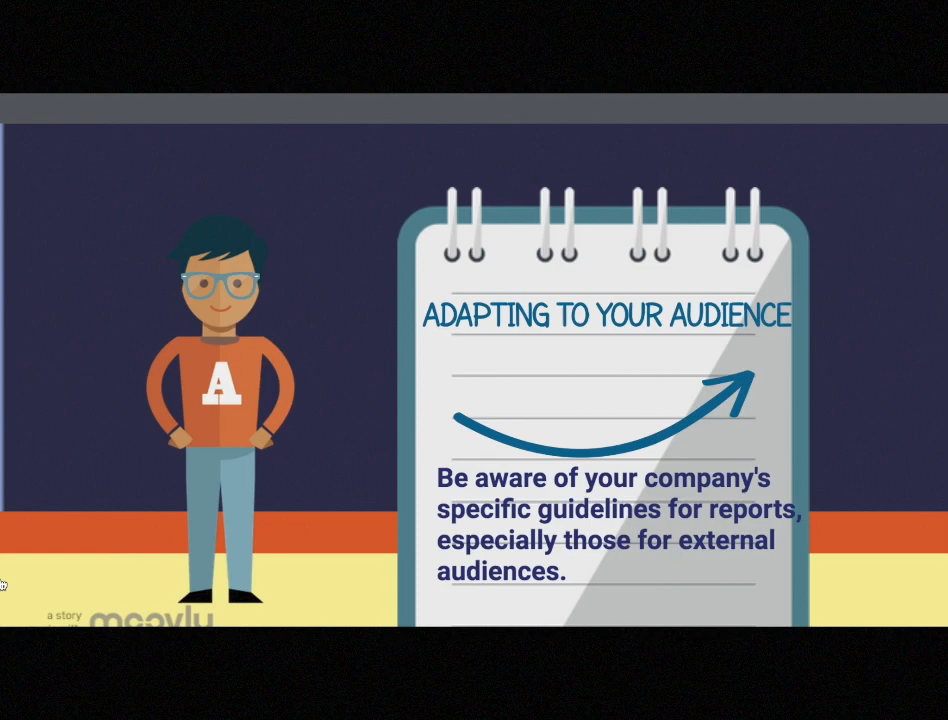 A
ADAPTING TO YOUR AUDIENCE
Be aware of your company's
specific guidelines for reports,
especially those for external
audiences.
a story
moovly